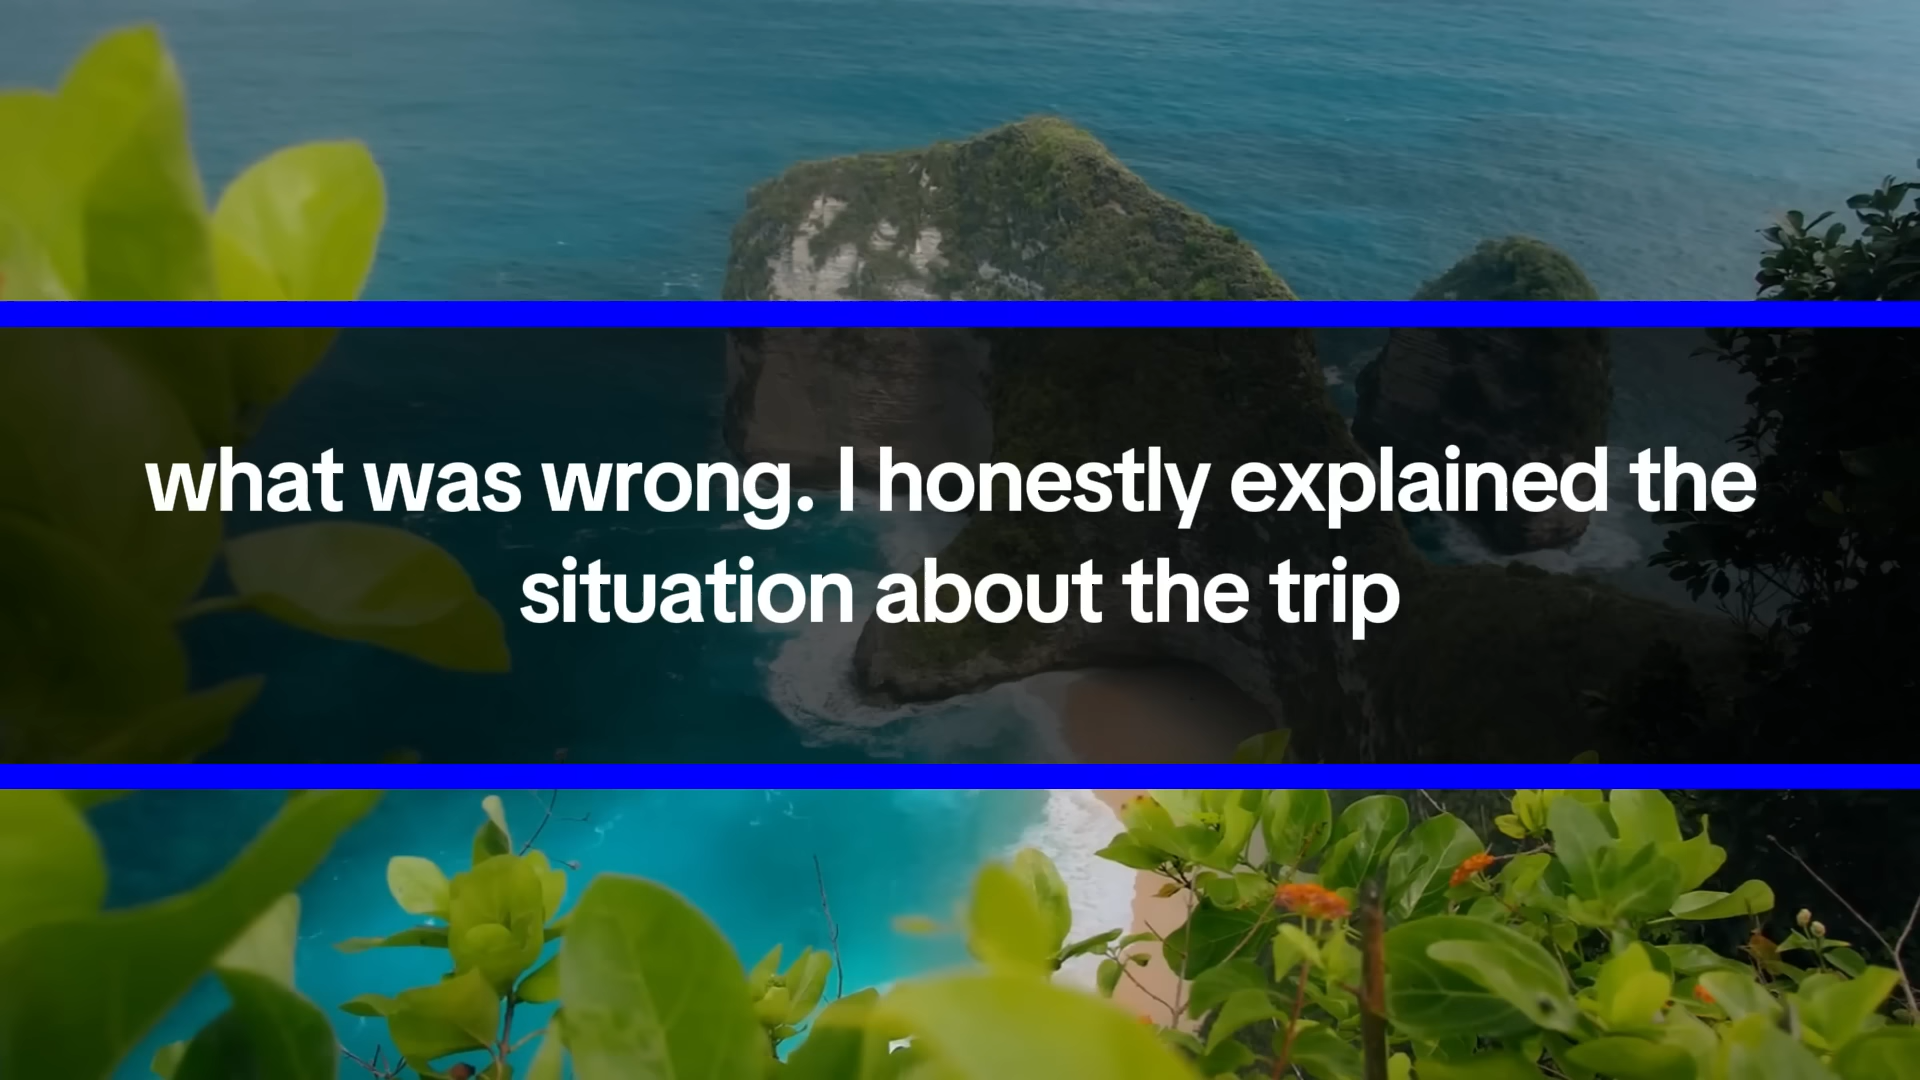 what was wrong. I honestly explained the
situation about the trip